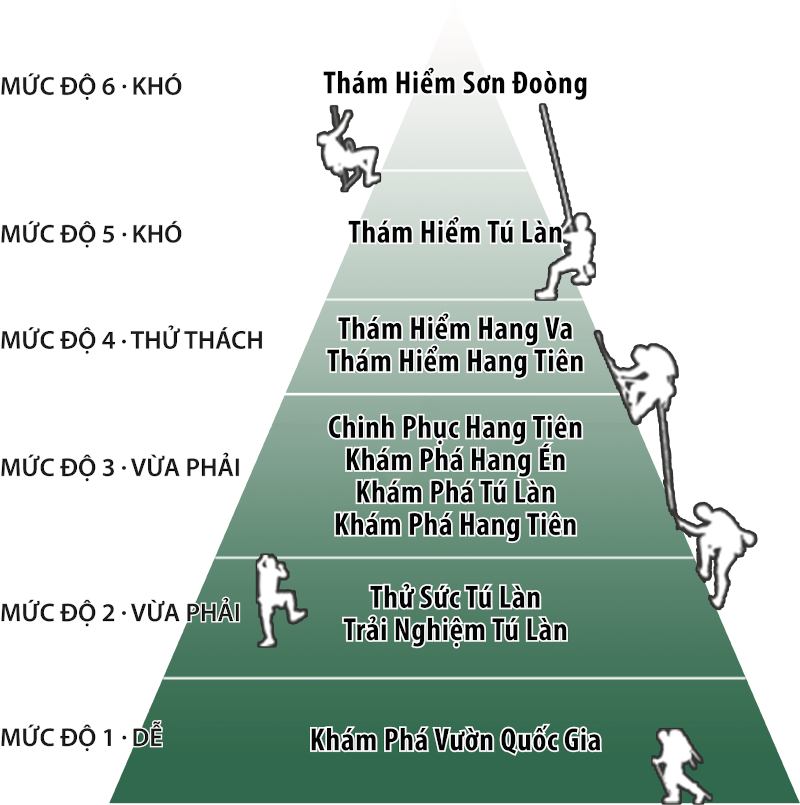 MỨC ĐỘ 6 · KHÓ
Thám Hiểm Sơn Đoòng
MỨC ĐỘ 5 · KHÓ
Thám Hiểm Tú Làn
MỨC ĐỘ 4 · THỬ THÁCH
Thám Hiểm Hang Va
Thám Hiểm Hang Tiên
MỨC ĐỘ 3 · VỪA PHẢI
Chinh Phục Hang Tiên
Khám Phá Hang Én
Khám Phá Tú Làn
Khám Phá Hang Tiên
MỨC ĐỘ 2 · VỪA PHẢI
Thử Sức Tú Làn
Trải Nghiệm Tú Làn
MỨC ĐỘ 1 · DỄ
Khám Phá Vườn Quốc Gia